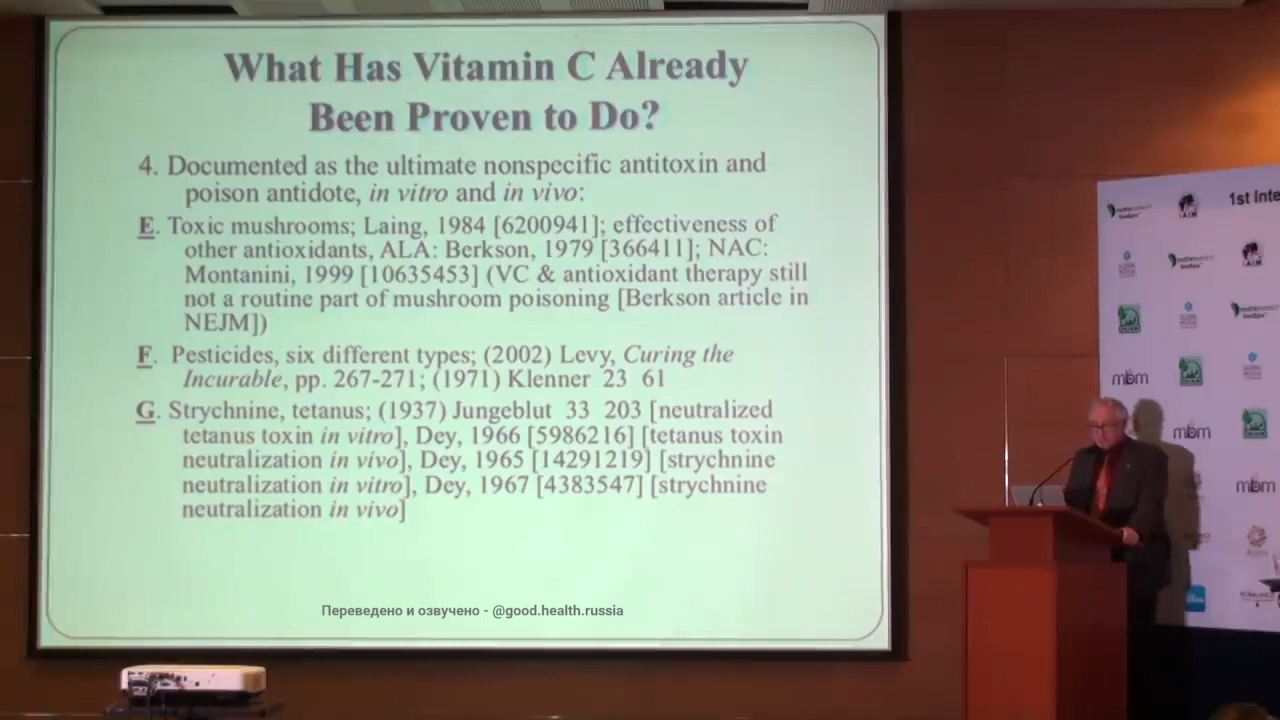 What Has Vitamin C Already
Been Proven to Do?
4. Documented as the ultimate nonspecific antitoxin and
poison antidote, in vitro and in vivo:
E. Toxic mushrooms; Laing, 1984 [6200941]; effectiveness of
other antioxidants, ALA: Berkson, 1979 [366411]; NAC:
Montanini, 1999 [10635453] (VC & antioxidant therapy still
not a routine part of mushroom poisoning [Berkson article in
NEJM])
F. Pesticides, six different types; (2002) Levy, Curing the
Incurable, pp. 267-271; (1971) Klenner 23 61
G. Strychnine, tetanus; (1937) Jungeblut 33 203 [neutralized
tetanus toxin in vitro], Dey, 1966 [5986216] [tetanus toxin
neutralization in vivo], Dey, 1965 [14291219] [strychnine
neutralization in vitro], Dey, 1967 [4383547] [strychnine
neutralization in vivo]
Переведено и озвучено - @good.health.russia
1st Inte
mbm
mbm
mbm